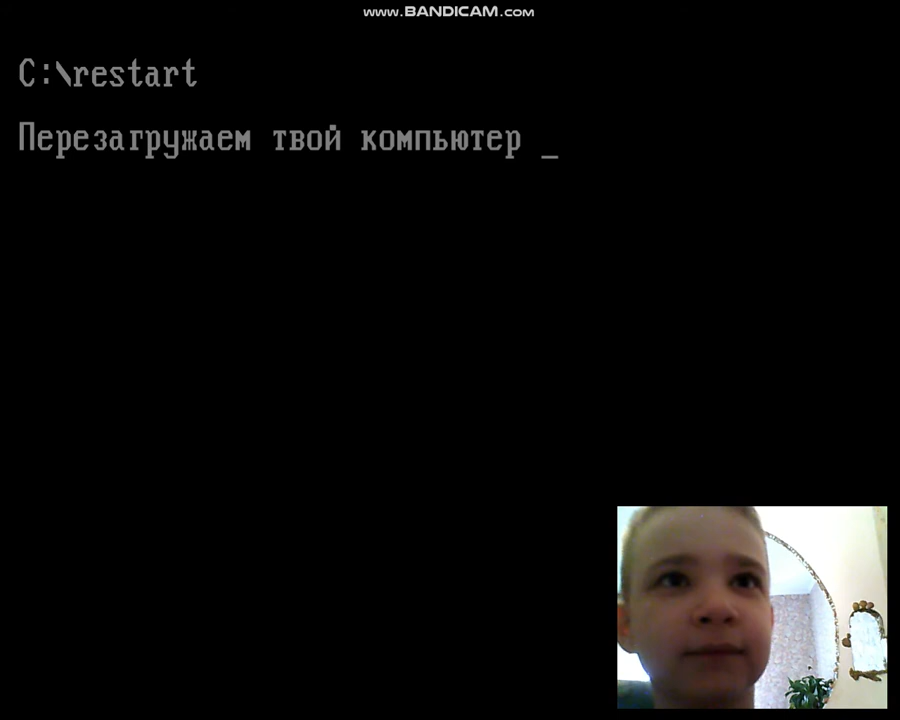 www.BANDICAM.com
C:\restart
Перезагружаем твой компьютер _